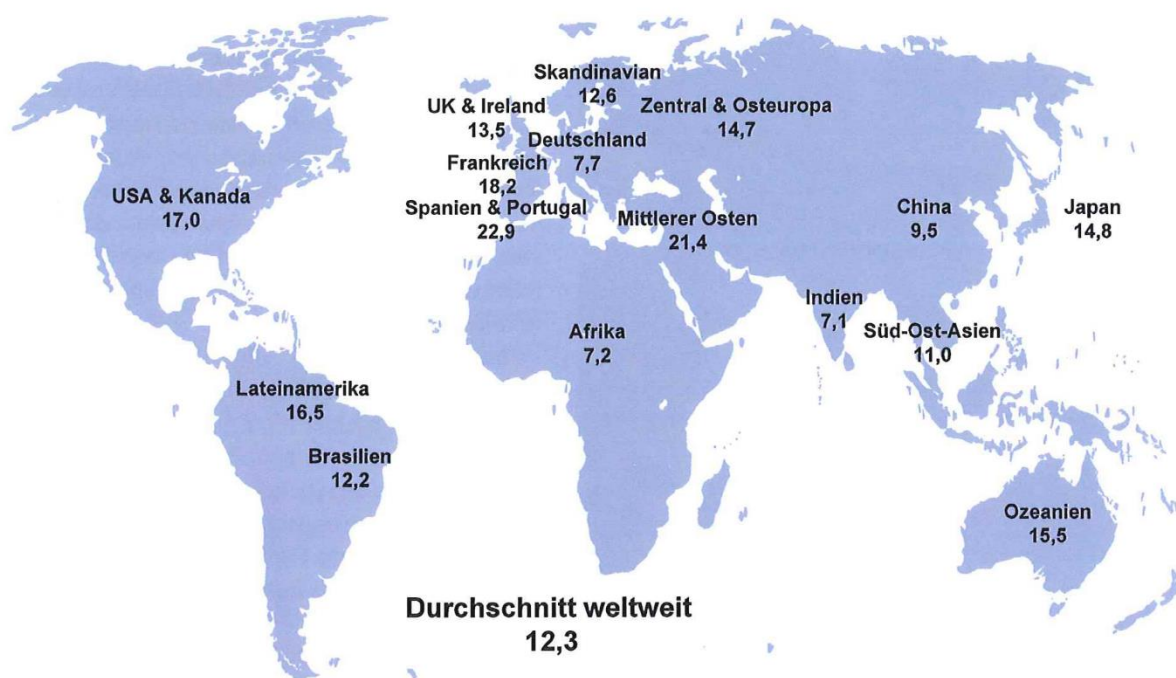 Skandinavian
12,6
UK & Ireland
13,5
Zentral & Osteuropa
14,7
Deutschland
7,7
Frankreich
18,2
USA & Kanada
17,0
Spanien & Portugal
22,9
Mittlerer Osten
21,4
China
9,5
Japan
14,8
Indien
7,1
Afrika
7,2
Süd-Ost-Asien
11,0
Lateinamerika
16,5
Brasilien
12,2
Ozeanien
15,5
Durchschnitt weltweit
12,3